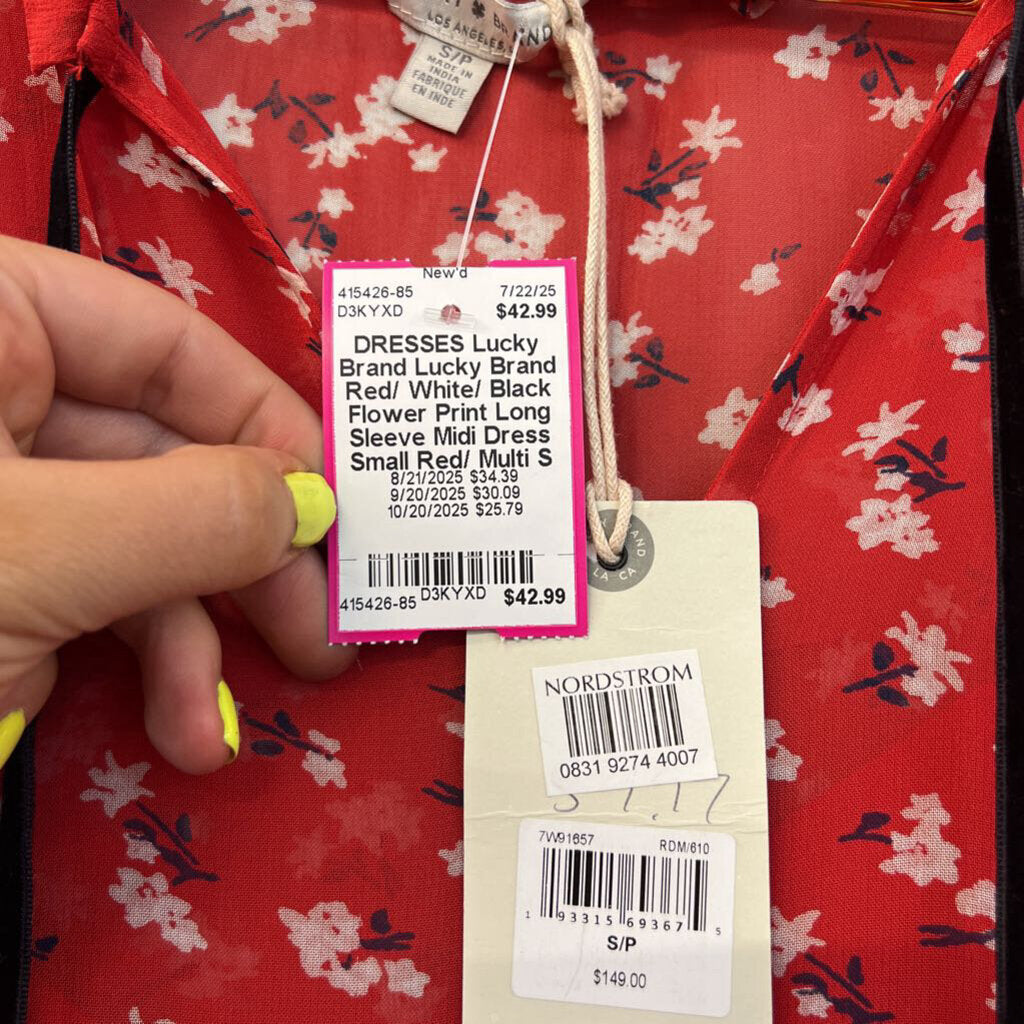 LOS ANGELES
S/P
MADE IN
INDIA
FABRIQUE
EN INDE
New'd
415426-85 7/22/25
D3KYXD $42.99
DRESSES Lucky
Brand Lucky Brand
Red/ White/ Black
Flower Print Long
Sleeve Midi Dress
Small Red/ Multi S
8/21/2025 $34.39
9/20/2025 $30.09
10/20/2025 $25.79
415426-85 D3KYXD $42.99
LA CA
NORDSTROM
0831 9274 4007
7W91657 RDM/610
1 93315 69367 5
S/P
$149.00